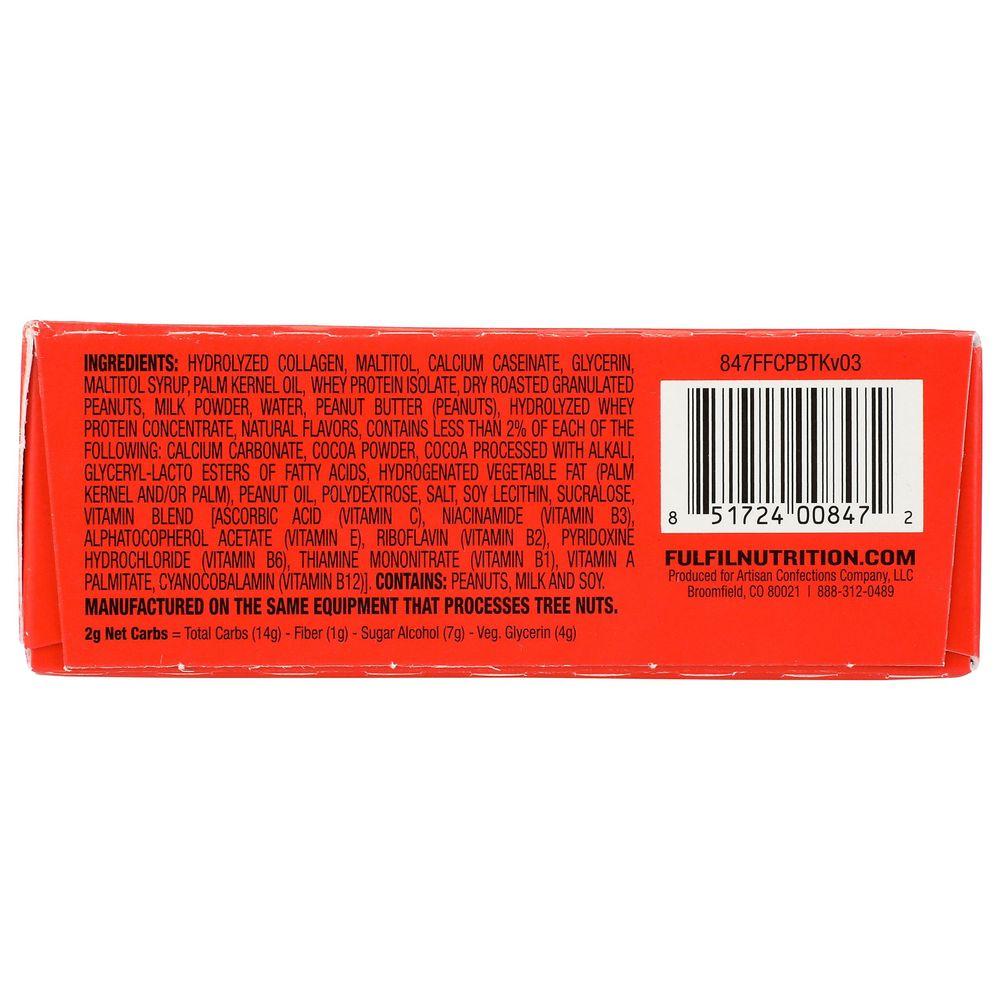 INGREDIENTS: HYDROLYZED COLLAGEN, MALTITOL, CALCIUM CASEINATE, GLYCERIN,
MALTITOL SYRUP, PALM KERNEL OIL, WHEY PROTEIN ISOLATE, DRY ROASTED GRANULATED
PEANUTS, MILK POWDER, WATER, PEANUT BUTTER (PEANUTS), HYDROLYZED WHEY
PROTEIN CONCENTRATE, NATURAL FLAVORS, CONTAINS LESS THAN 2% OF EACH OF THE
FOLLOWING: CALCIUM CARBONATE, COCOA POWDER, COCOA PROCESSED WITH ALKALI,
GLYCERYL-LACTO ESTERS OF FATTY ACIDS, HYDROGENATED VEGETABLE FAT (PALM
KERNEL AND/OR PALM), PEANUT OIL, POLYDEXTROSE, SALT, SOY LECITHIN, SUCRALOSE,
VITAMIN BLEND [ASCORBIC ACID (VITAMIN C), NIACINAMIDE (VITAMIN B3),
ALPHATOCOPHEROL ACETATE (VITAMIN E), RIBOFLAVIN (VITAMIN B2), PYRIDOXINE
HYDROCHLORIDE (VITAMIN B6), THIAMINE MONONITRATE (VITAMIN B1), VITAMIN A
PALMITATE, CYANOCOBALAMIN (VITAMIN B12)]. CONTAINS: PEANUTS, MILK AND SOY.
MANUFACTURED ON THE SAME EQUIPMENT THAT PROCESSES TREE NUTS.
2g Net Carbs = Total Carbs (14g) - Fiber (1g) - Sugar Alcohol (7g) - Veg. Glycerin (4g)
847FFCPBTKv03
8 51724 00847 2
FULFILNUTRITION.COM
Produced for Artisan Confections Company, LLC
Broomfield, CO 80021 | 888-312-0489